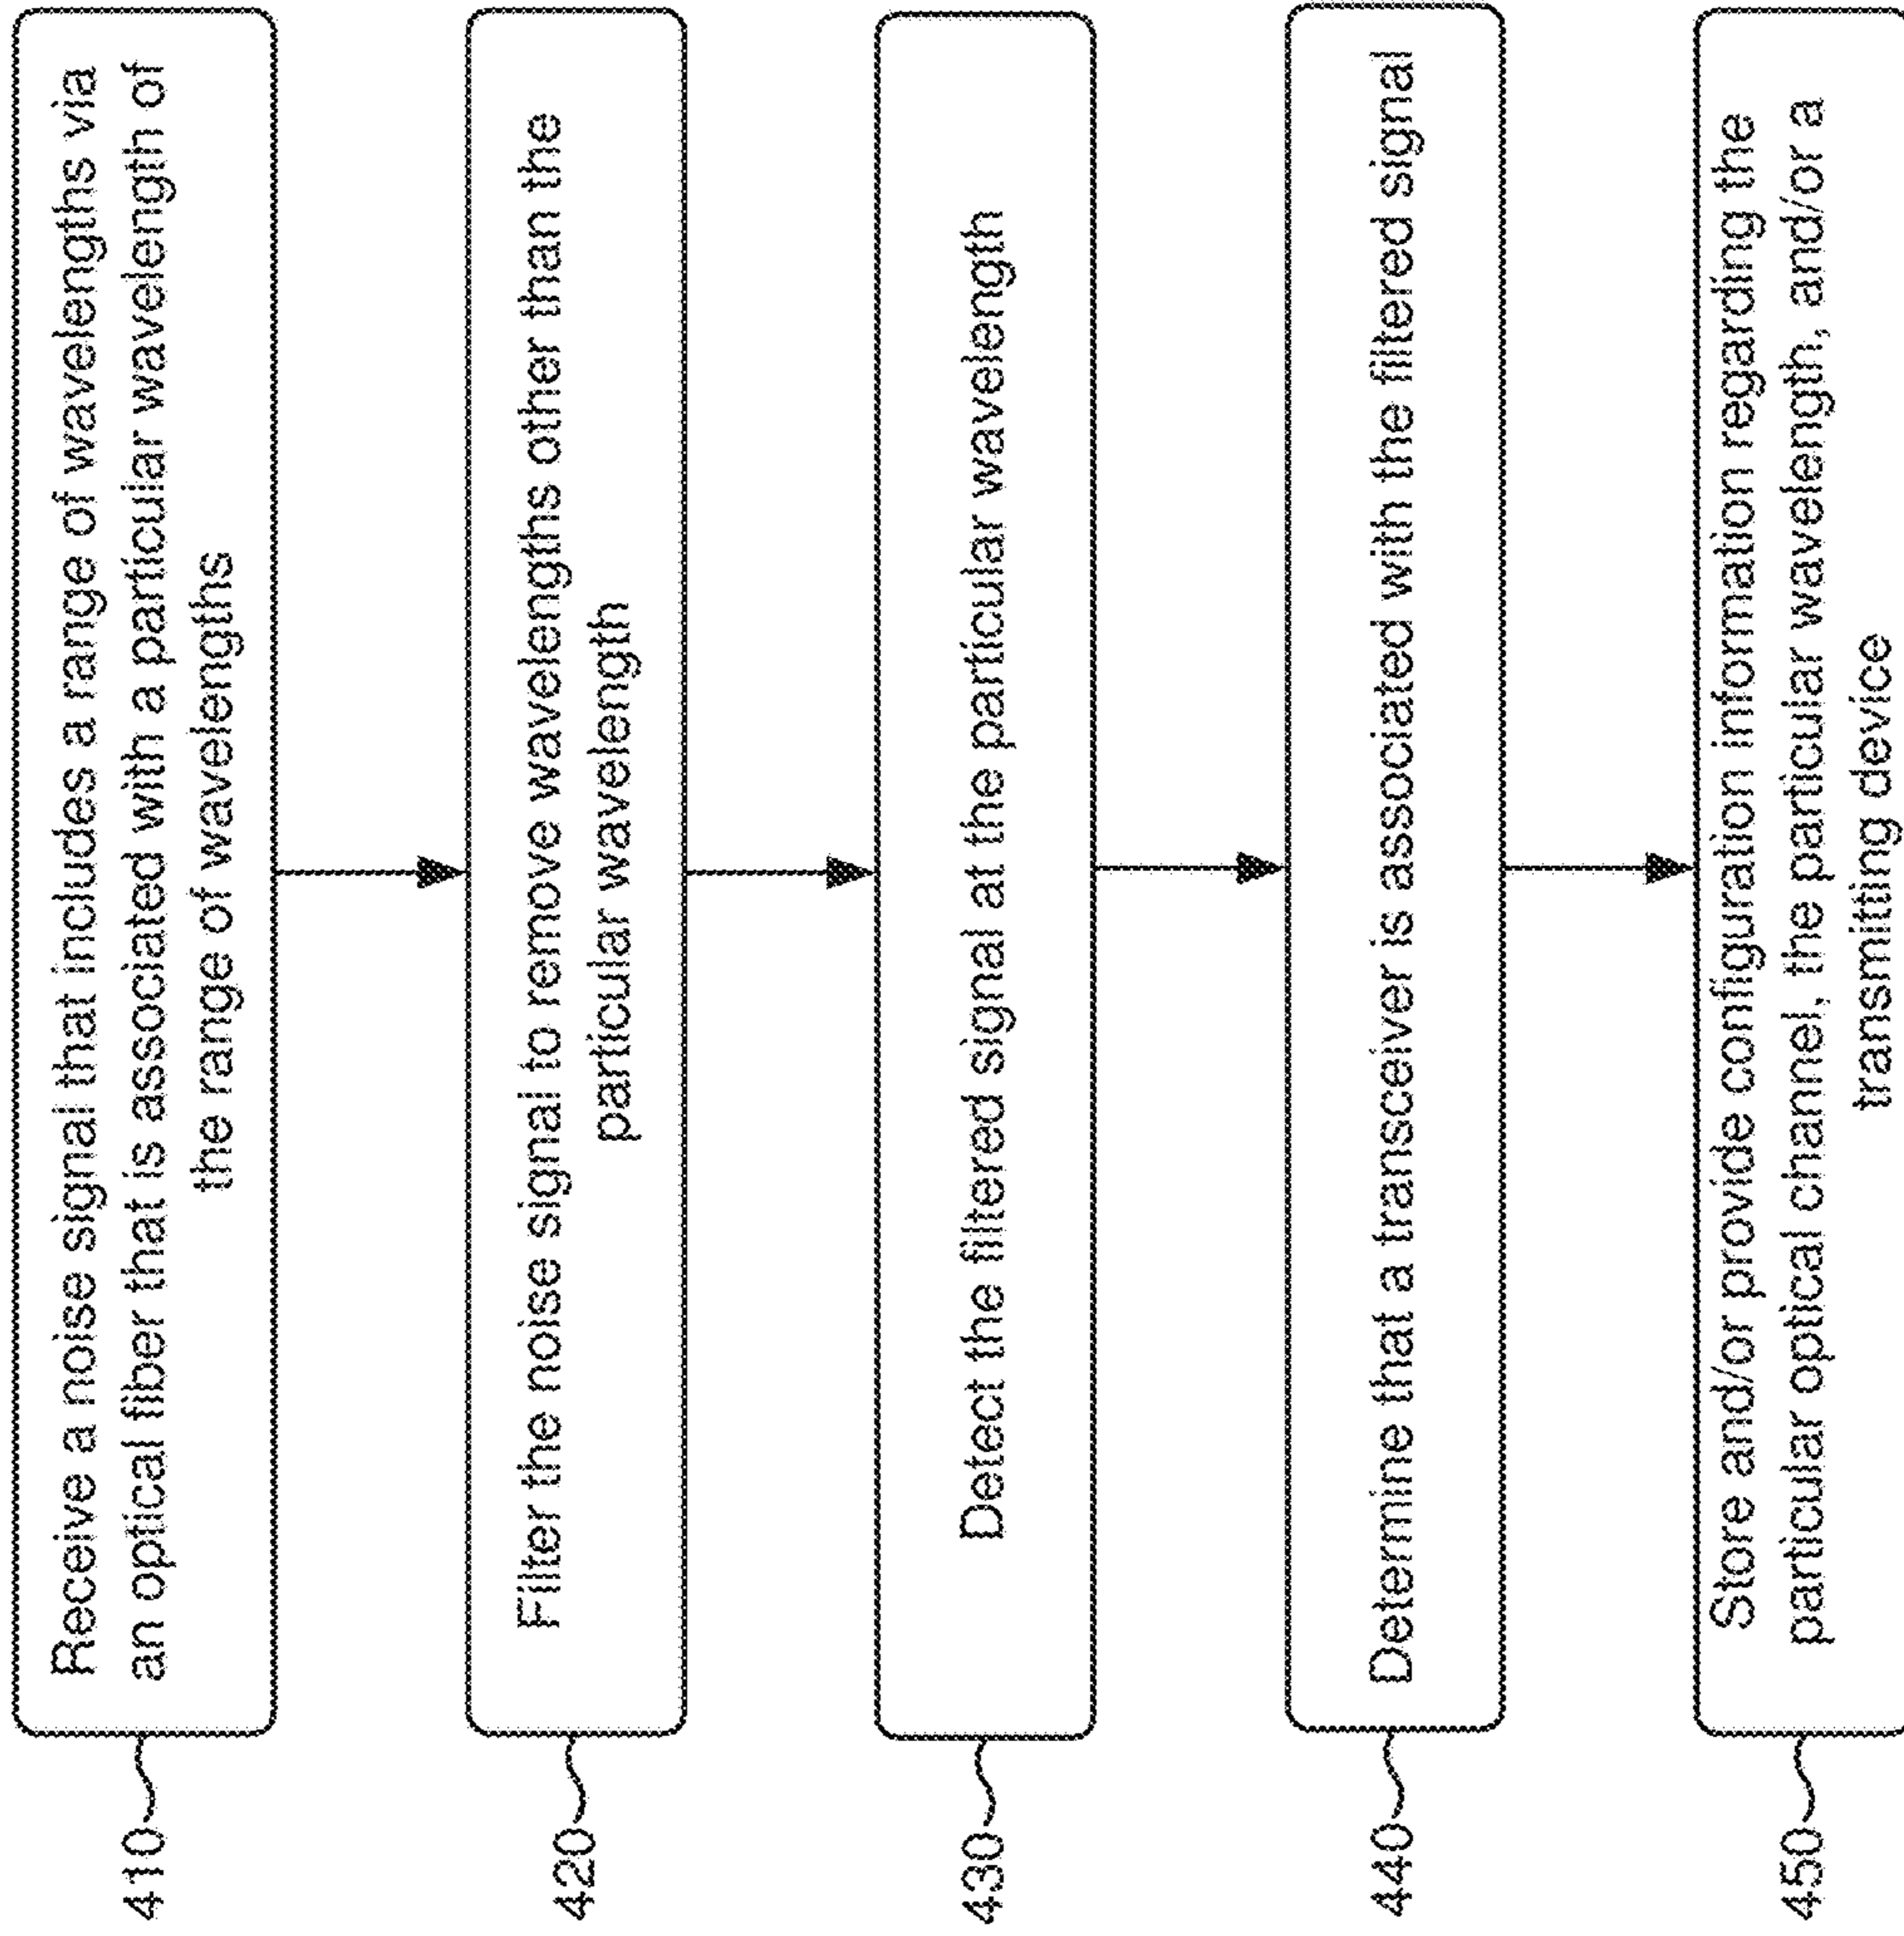 410
Receive a noise signal that includes a range of wavelengths via
an optical fiber that is associated with a particular wavelength of
the range of wavelengths
420
Filter the noise signal to remove wavelengths other than the
particular wavelength
430
Detect the filtered signal at the particular wavelength
440
Determine that a transceiver is associated with the filtered signal
450
Store and/or provide configuration information regarding the
particular optical channel, the particular wavelength, and/or a
transmitting device